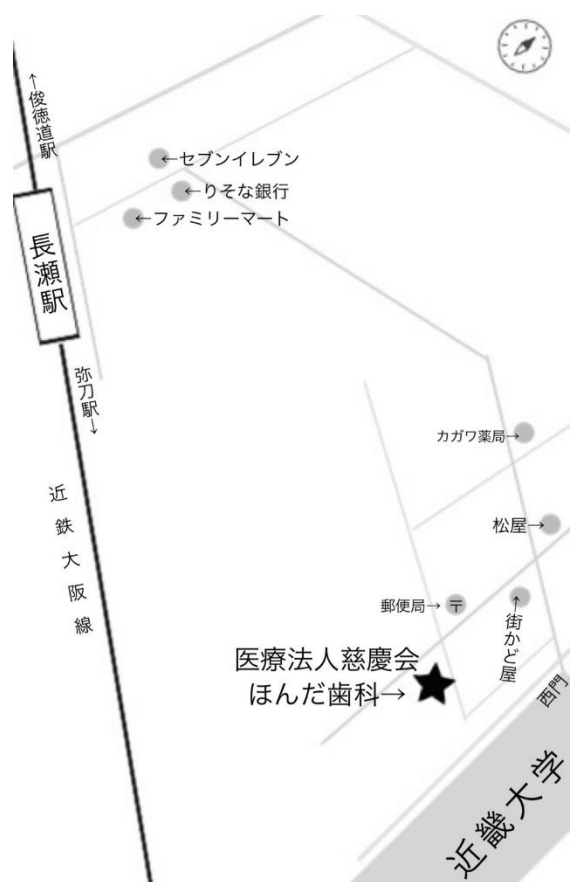 ←俊徳道駅
←セブンイレブン
←りそな銀行
←ファミリーマート
長瀬駅
弥刀駅→
カガワ薬局→
近鉄大阪線
松屋→
郵便局→
〒
←街かど屋
医療法人慈慶会
ほんだ歯科→
西門
近畿大学